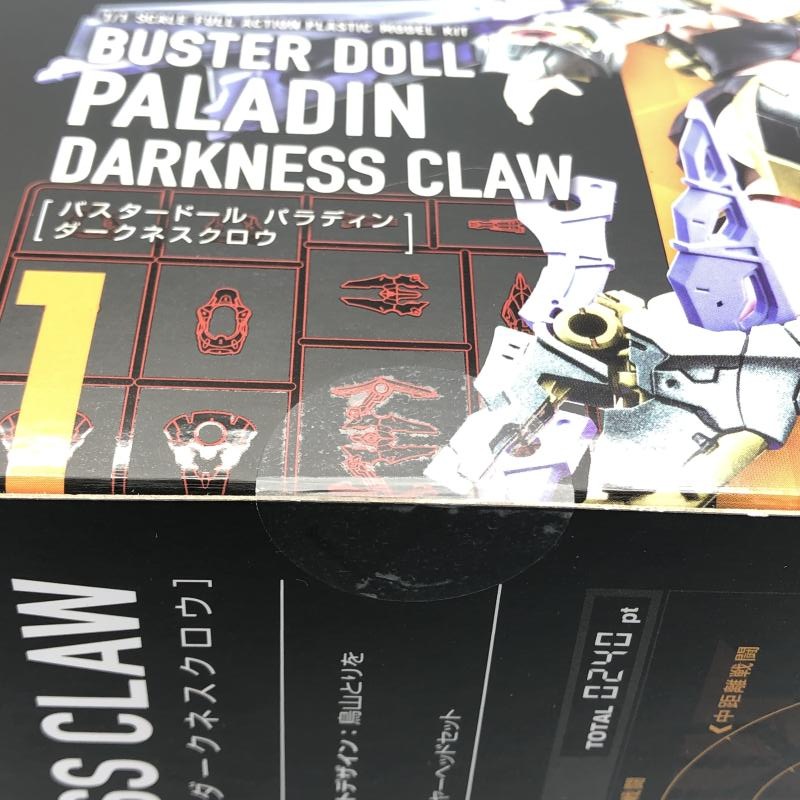 1/1 SCALE FULL ACTION PLASTIC MODEL KIT
BUSTER DOLL
PALADIN
DARKNESS CLAW
[バスタードール パラディン
ダークネスクロウ]
1
SS CLAW
ダークネスクロウ]
デザイン：鳥山とりを
ヤーヘッドセット
TOTAL 0240 pt
《中距離戦闘